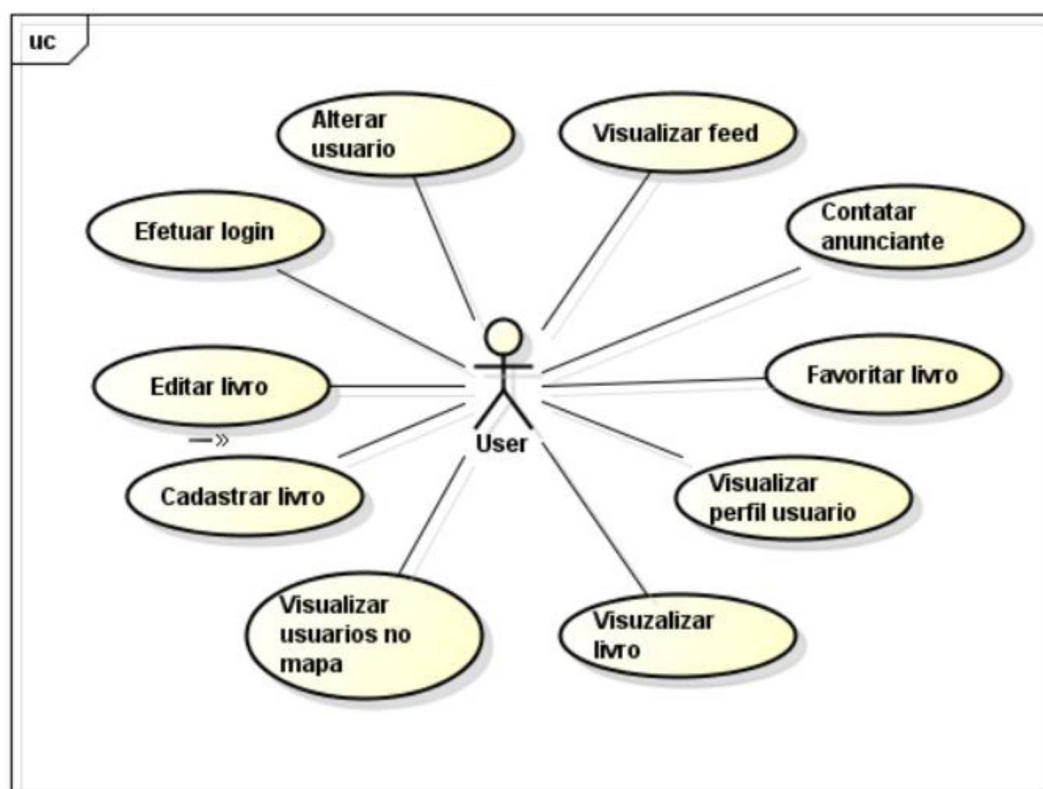 uc
Alterar
usuario
Visualizar feed
Efetuar login
Contatar
anunciante
Editar livro
Favoritar livro
User
Cadastrar livro
Visualizar
perfil usuario
Visualizar
usuarios no
mapa
Visuzalizar
livro